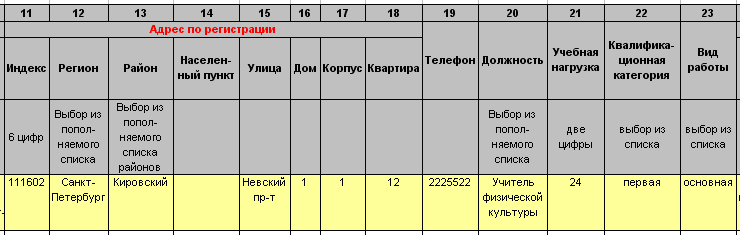 11 12 13 14 15 16 17 18 19 20 21 22 23
Адрес по регистрации
Индекс Регион Район Населен-
ный пункт Улица Дом Корпус Квартира Телефон Должность Учебная
нагрузка Квалифика-
ционная
категория Вид
работы
6 цифр Выбор из
попол-
няемого
списка Выбор из
попол-
няемого
списка
районов Выбор из
попол-
няемого
списка две
цифры выбор из
списка выбор из
списка
111602 Санкт-
Петербург Кировский Невский
пр-т 1 1 12 2225522 Учитель
физической
культуры 24 первая основная